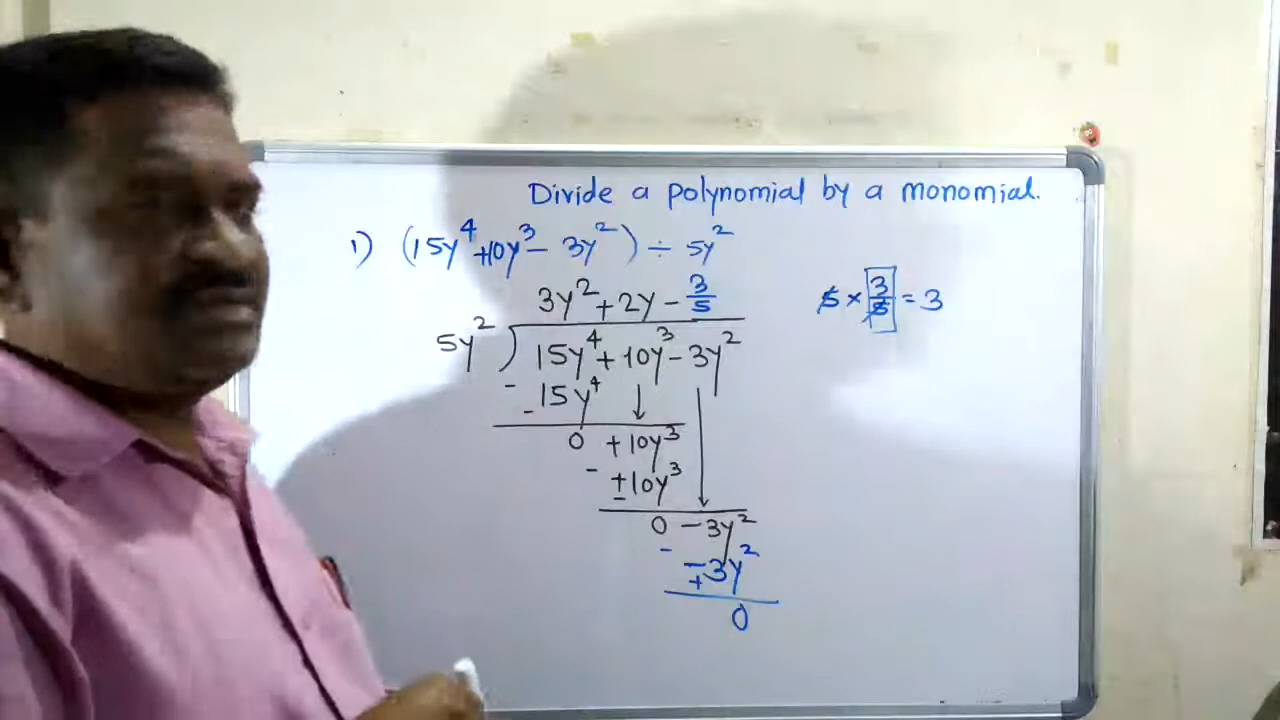 Divide a polynomial by a monomial.
1) (15y⁴+10y³- 3y²) ÷ 5y²
3y²+2y-3/5
5 × 3/5 = 3
5y² ) 15y⁴+10y³-3y²
- -15y⁴
0 +10y³
- ±10y³
0 -3y²
- ∓3y²
0